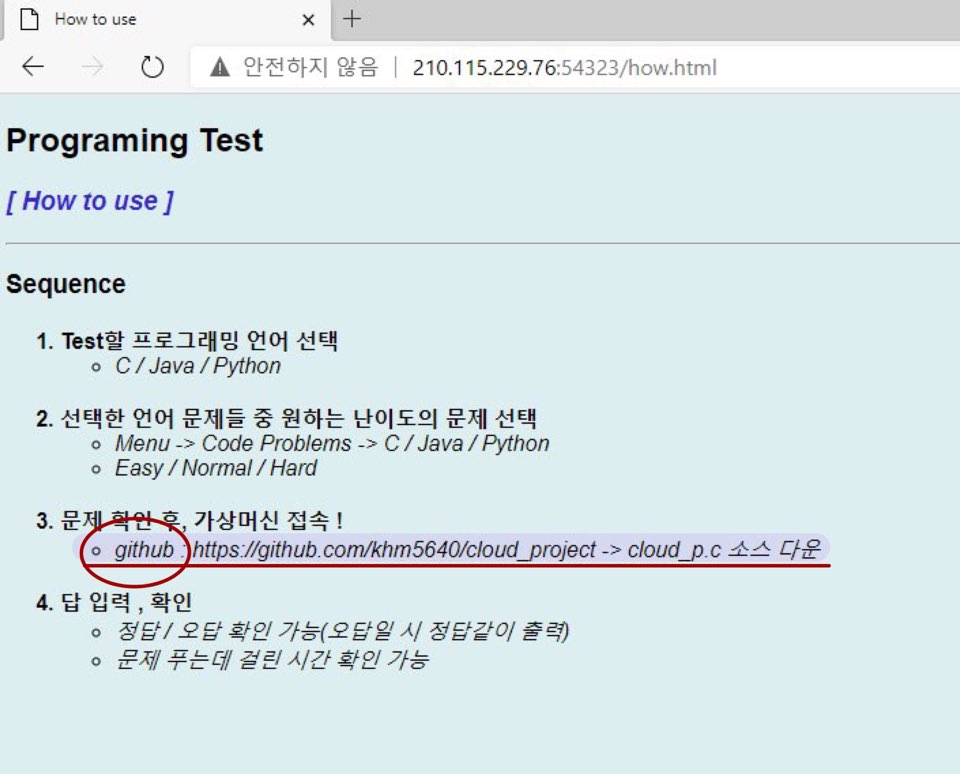 How to use
안전하지 않음 | 210.115.229.76:54323/how.html
Programing Test
[ How to use ]
Sequence
1. Test할 프로그래밍 언어 선택
C / Java / Python
2. 선택한 언어 문제들 중 원하는 난이도의 문제 선택
Menu -> Code Problems -> C / Java / Python
Easy / Normal / Hard
3. 문제 확인 후, 가상머신 접속 !
github : https://github.com/khm5640/cloud_project -> cloud_p.c 소스 다운
4. 답 입력 , 확인
정답 / 오답 확인 가능(오답일 시 정답같이 출력)
문제 푸는데 걸린 시간 확인 가능